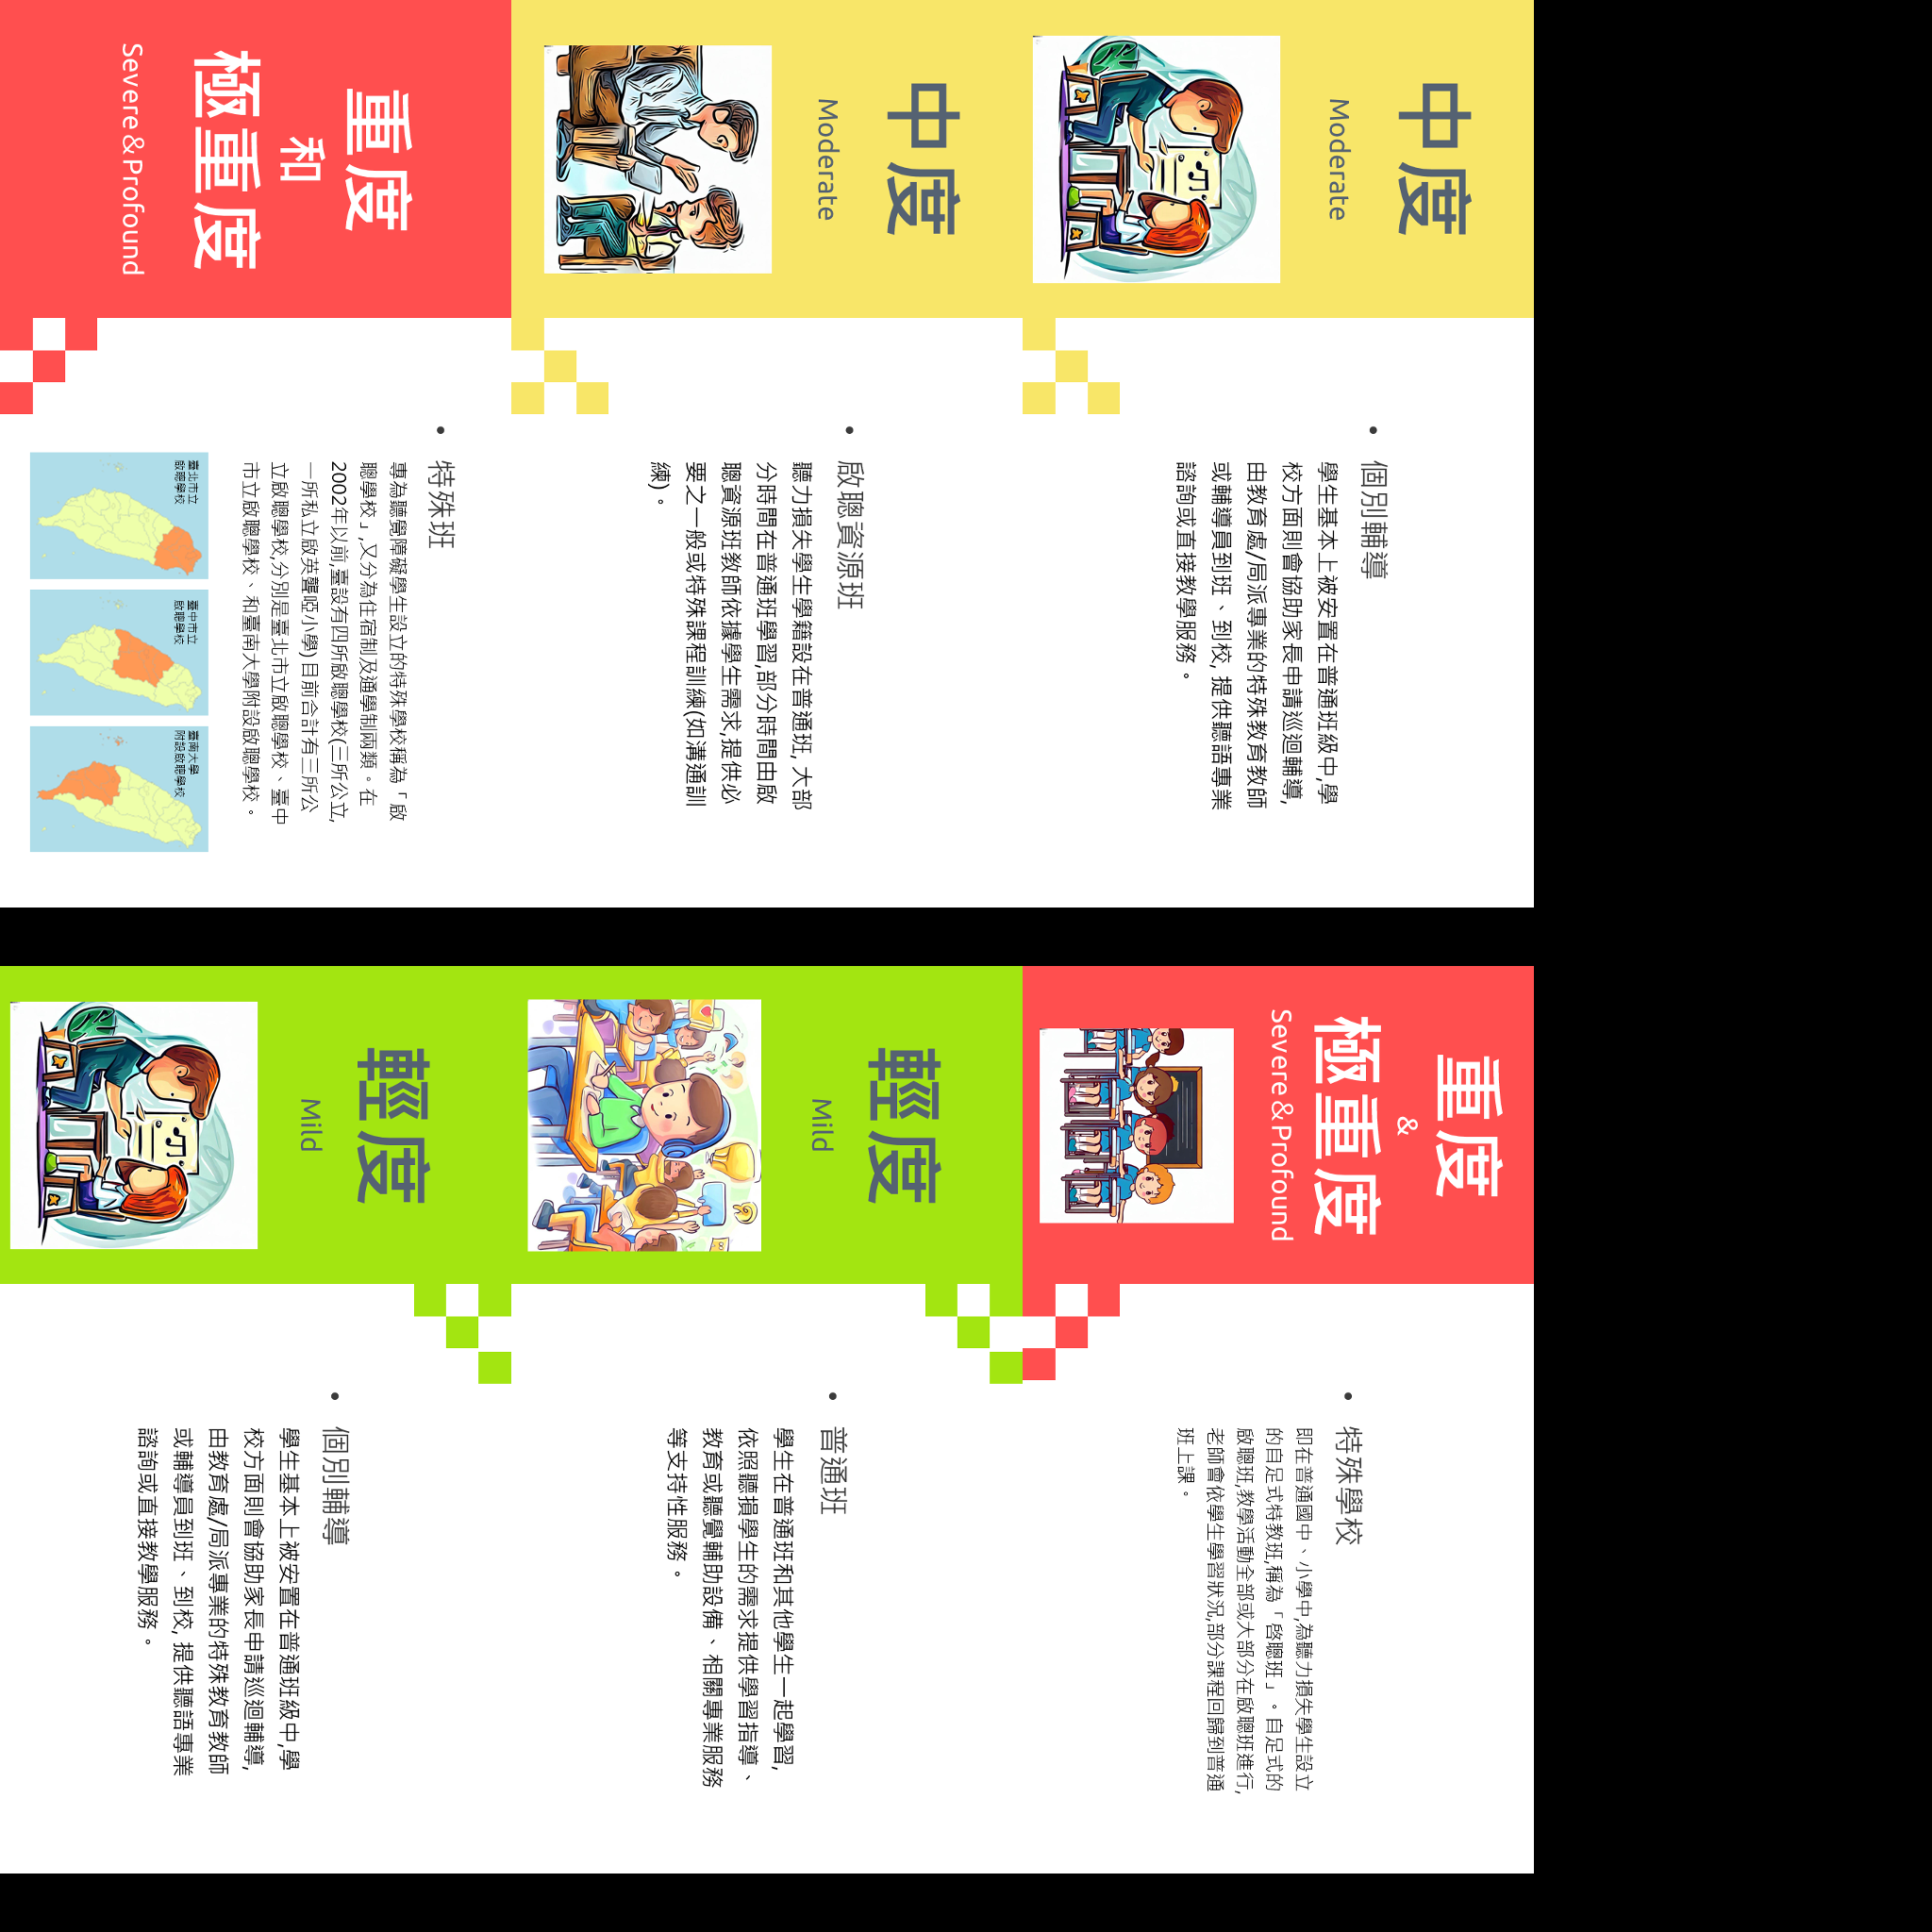 中度
Moderate
• 個別輔導
學生基本上被安置在普通班級中,學
校方面則會協助家長申請巡迴輔導,
由教育處/局派專業的特殊教育教師
或輔導員到班、到校, 提供聽語專業
諮詢或直接教學服務。
中度
Moderate
• 啟聰資源班
聽力損失學生學籍設在普通班, 大部
分時間在普通班學習,部分時間由啟
聰資源班教師依據學生需求,提供必
要之一般或特殊課程訓練(如溝通訓
練)。
重度
和
極重度
Severe＆Profound
• 特殊班
專為聽覺障礙學生設立的特殊學校稱為「啟
聰學校」,又分為住宿制及通學制兩類。在
2002年以前,臺設有四所啟聰學校(三所公立,
一所私立啟英聾啞小學) 目前合計有三所公
立啟聰學校,分別是臺北市立啟聰學校、臺中
市立啟聰學校、和臺南大學附設啟聰學校。
臺北市立
啟聰學校
臺中市立
啟聰學校
臺南大學
附設啟聰學校
重度
&
極重度
Severe＆Profound
• 特殊學校
即在普通國中、小學中,為聽力損失學生設立
的自足式特教班,稱為「啓聰班」。自足式的
啟聰班,教學活動全部或大部分在啟聰班進行,
老師會依學生學習狀況,部分課程回歸到普通
班上課。
輕度
Mild
• 普通班
學生在普通班和其他學生一起學習,
依照聽損學生的需求提供學習指導、
教育或聽覺輔助設備、相關專業服務
等支持性服務。
輕度
Mild
• 個別輔導
學生基本上被安置在普通班級中,學
校方面則會協助家長申請巡迴輔導,
由教育處/局派專業的特殊教育教師
或輔導員到班、到校, 提供聽語專業
諮詢或直接教學服務。